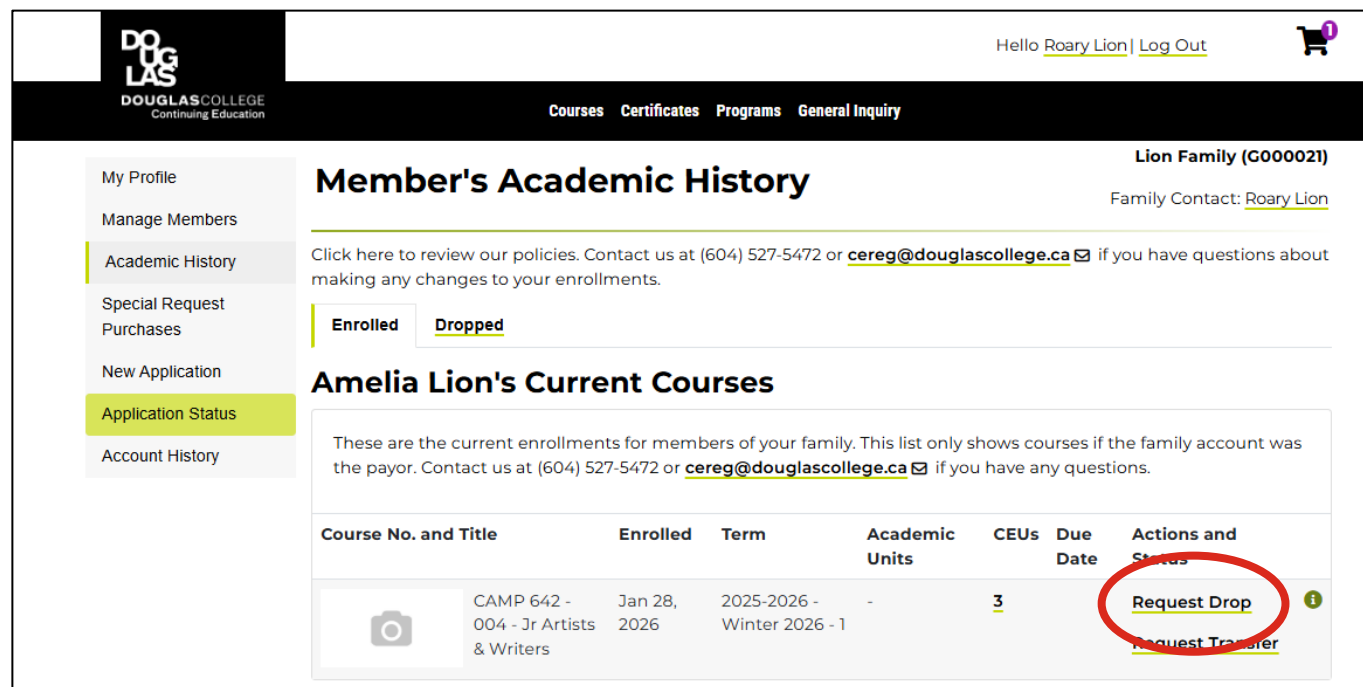 DO
UG
LAS
DOUGLASCOLLEGE
Continuing Education
Hello Roary Lion | Log Out
1
Courses Certificates Programs General Inquiry
My Profile
Manage Members
Academic History
Special Request
Purchases
New Application
Application Status
Account History
Lion Family (G000021)
Member's Academic History
Family Contact: Roary Lion
Click here to review our policies. Contact us at (604) 527-5472 or cereg@douglascollege.ca if you have questions about
making any changes to your enrollments.
Enrolled Dropped
Amelia Lion's Current Courses
These are the current enrollments for members of your family. This list only shows courses if the family account was
the payor. Contact us at (604) 527-5472 or cereg@douglascollege.ca if you have any questions.
Course No. and Title Enrolled Term Academic CEUs Due Actions and
Units Date Status
CAMP 642 - Jan 28, 2025-2026 - - 3 Request Drop
004 - Jr Artists 2026 Winter 2026 - 1
& Writers Request Transfer